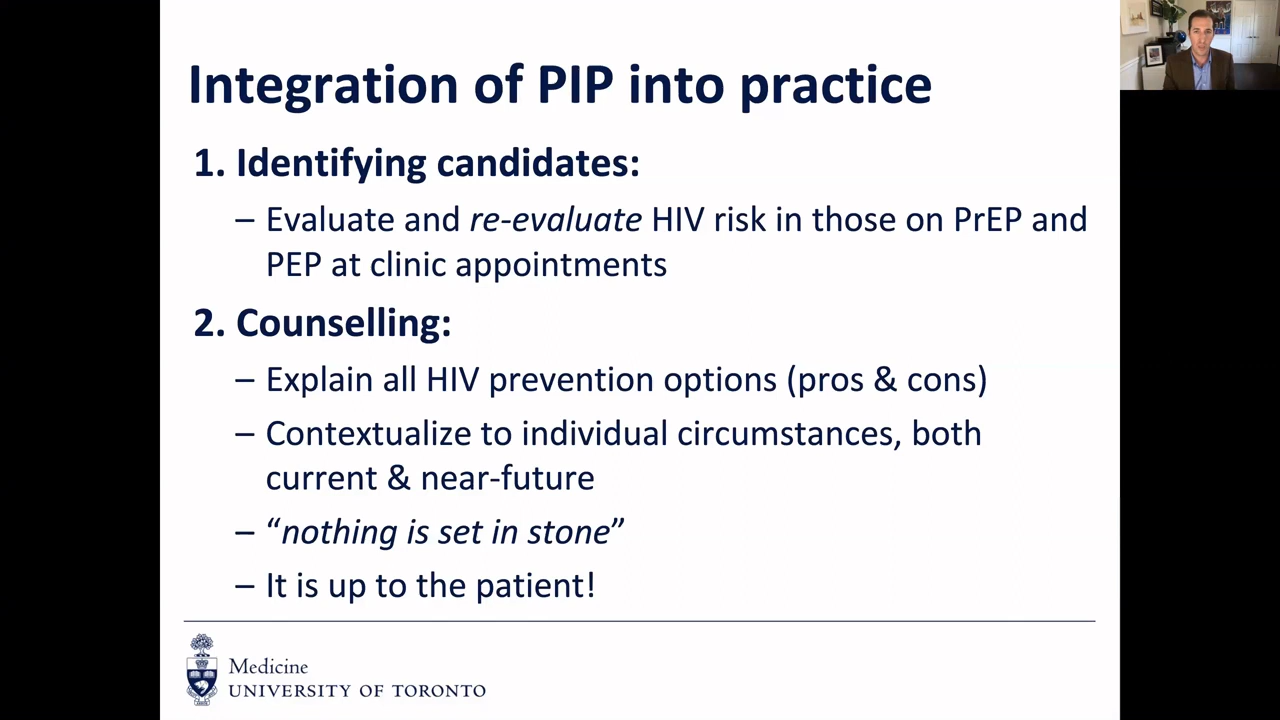 Integration of PIP into practice
1. Identifying candidates:
– Evaluate and re-evaluate HIV risk in those on PrEP and
PEP at clinic appointments
2. Counselling:
– Explain all HIV prevention options (pros & cons)
– Contextualize to individual circumstances, both
current & near-future
– “nothing is set in stone”
– It is up to the patient!
Medicine
UNIVERSITY OF TORONTO